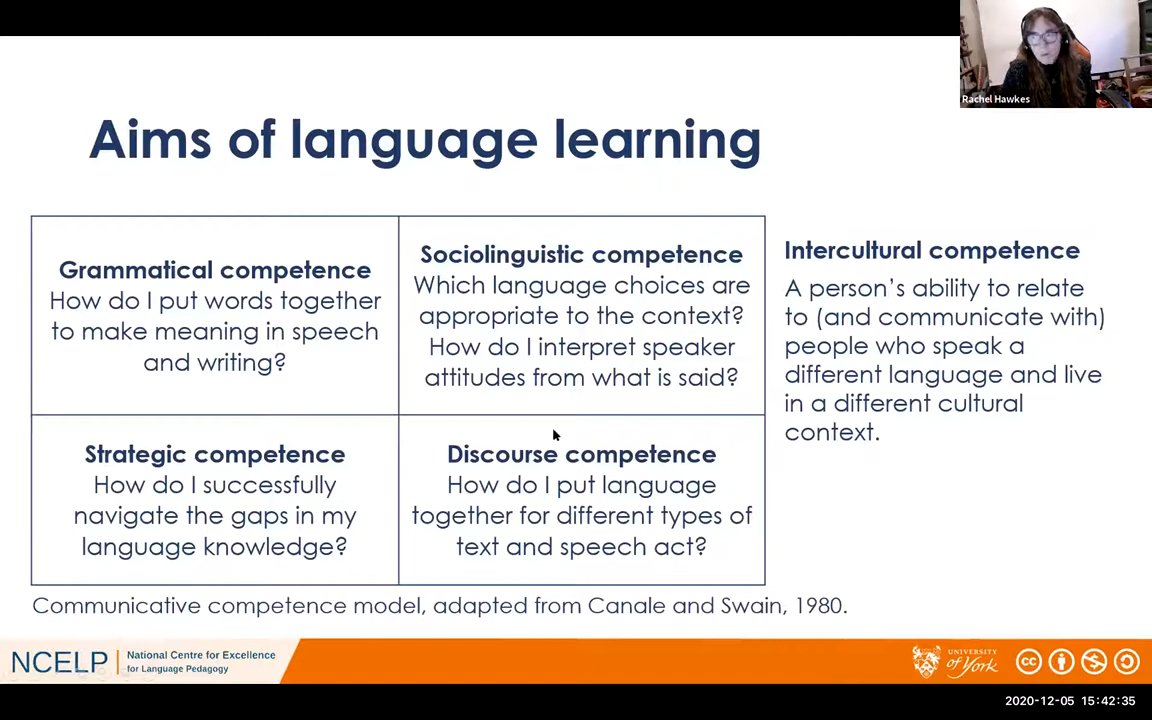 Rachel Hawkes
Aims of language learning
Grammatical competence
How do I put words together
to make meaning in speech
and writing?
Sociolinguistic competence
Which language choices are
appropriate to the context?
How do I interpret speaker
attitudes from what is said?
Strategic competence
How do I successfully
navigate the gaps in my
language knowledge?
Discourse competence
How do I put language
together for different types of
text and speech act?
Intercultural competence
A person’s ability to relate
to (and communicate with)
people who speak a
different language and live
in a different cultural
context.
Communicative competence model, adapted from Canale and Swain, 1980.
NCELP
National Centre for Excellence
for Language Pedagogy
UNIVERSITY
of York
cc
2020-12-05 15:42:35